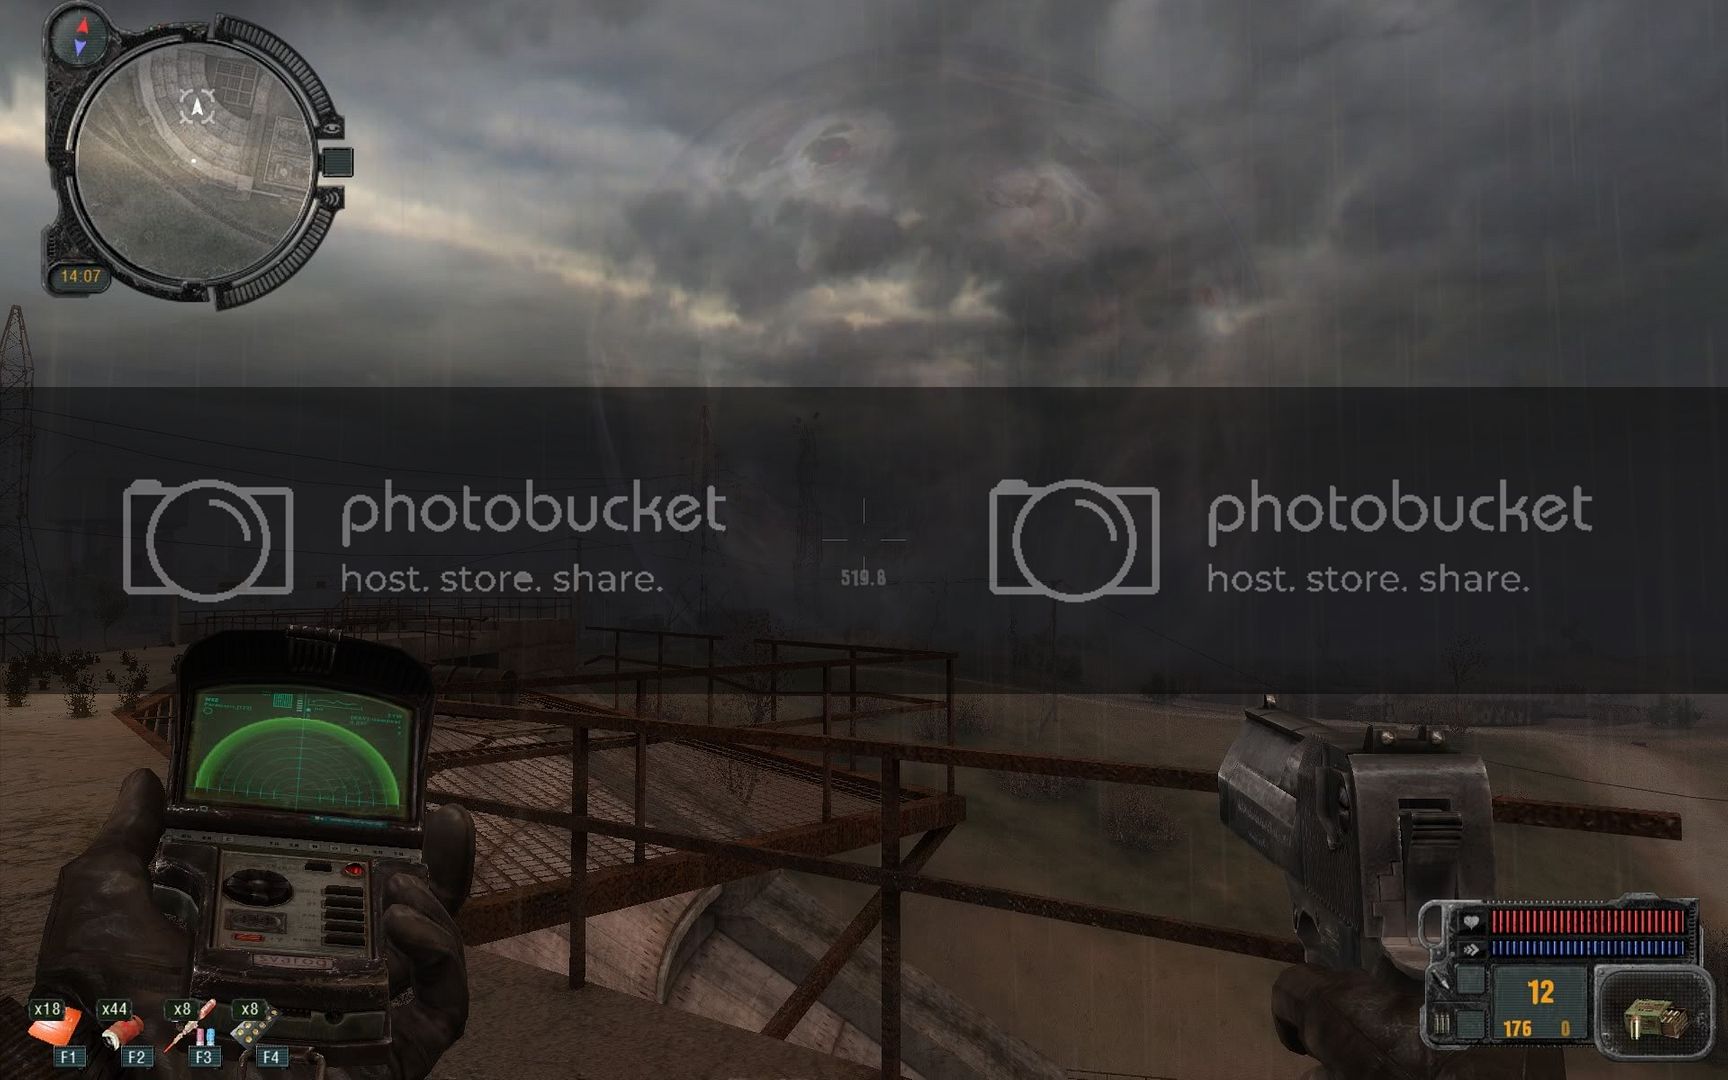 14:07
photobucket
host. store. share.
photobucket
host. store. share.
519.8
svarog
x18
x44
x8
x8
F1
F2
F3
F4
12
176 0